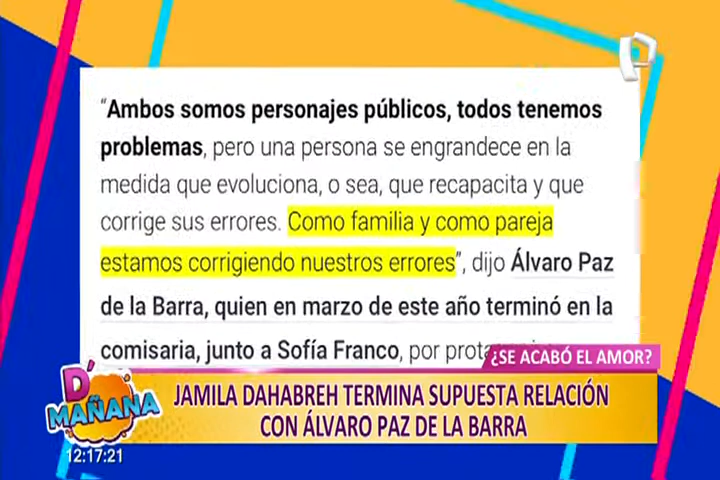 “Ambos somos personajes públicos, todos tenemos
problemas, pero una persona se engrandece en la
medida que evoluciona, o sea, que recapacita y que
corrige sus errores. Como familia y como pareja
estamos corrigiendo nuestros errores”, dijo Álvaro Paz
de la Barra, quien en marzo de este año terminó en la
comisaria, junto a Sofía Franco, por
¿SE ACABÓ EL AMOR?
JAMILA DAHABREH TERMINA SUPUESTA RELACIÓN
CON ÁLVARO PAZ DE LA BARRA
D'
MAÑANA
12:17:21